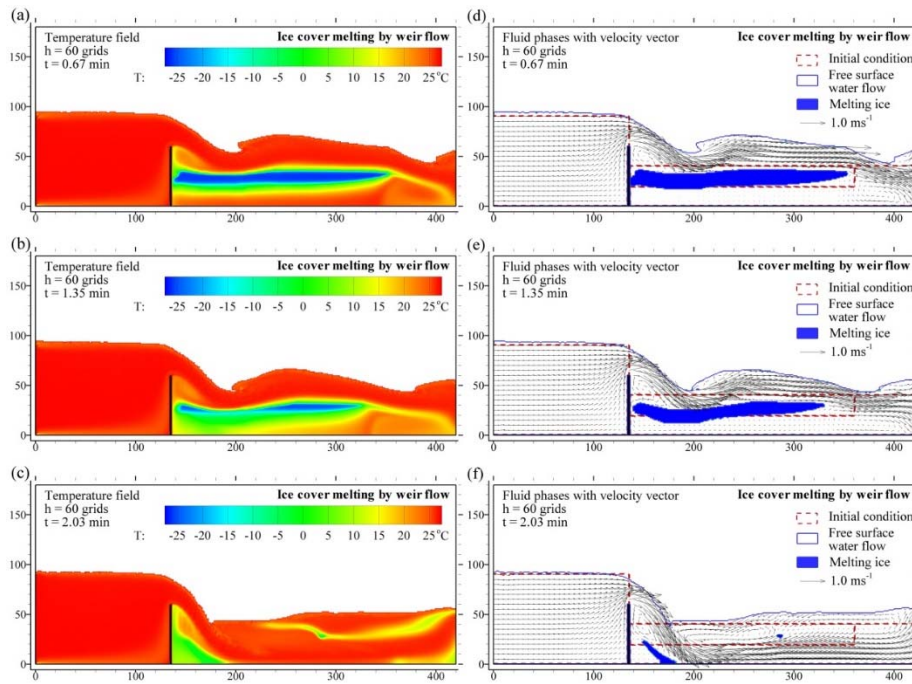 (a)
Temperature field
h = 60 grids
t = 0.67 min
Ice cover melting by weir flow
T: -25 -20 -15 -10 -5 0 5 10 15 20 25°C
150
100
50
0
0 100 200 300 400
(d)
Fluid phases with velocity vector
h = 60 grids
t = 0.67 min
Ice cover melting by weir flow
Initial condition
Free surface
water flow
Melting ice
1.0 ms⁻¹
150
100
50
0
0 100 200 300 400
(b)
Temperature field
h = 60 grids
t = 1.35 min
Ice cover melting by weir flow
T: -25 -20 -15 -10 -5 0 5 10 15 20 25°C
150
100
50
0
0 100 200 300 400
(e)
Fluid phases with velocity vector
h = 60 grids
t = 1.35 min
Ice cover melting by weir flow
Initial condition
Free surface
water flow
Melting ice
1.0 ms⁻¹
150
100
50
0
0 100 200 300 400
(c)
Temperature field
h = 60 grids
t = 2.03 min
Ice cover melting by weir flow
T: -25 -20 -15 -10 -5 0 5 10 15 20 25°C
150
100
50
0
0 100 200 300 400
(f)
Fluid phases with velocity vector
h = 60 grids
t = 2.03 min
Ice cover melting by weir flow
Initial condition
Free surface
water flow
Melting ice
1.0 ms⁻¹
150
100
50
0
0 100 200 300 400